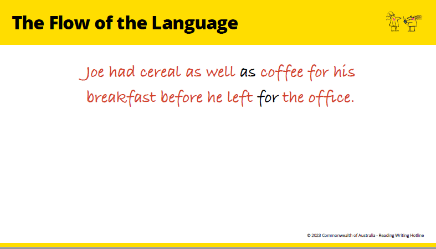 The Flow of the Language
Joe had cereal as well as coffee for his
breakfast before he left for the office.
© 2023 Commonwealth of Australia - Reading Writing Hotline